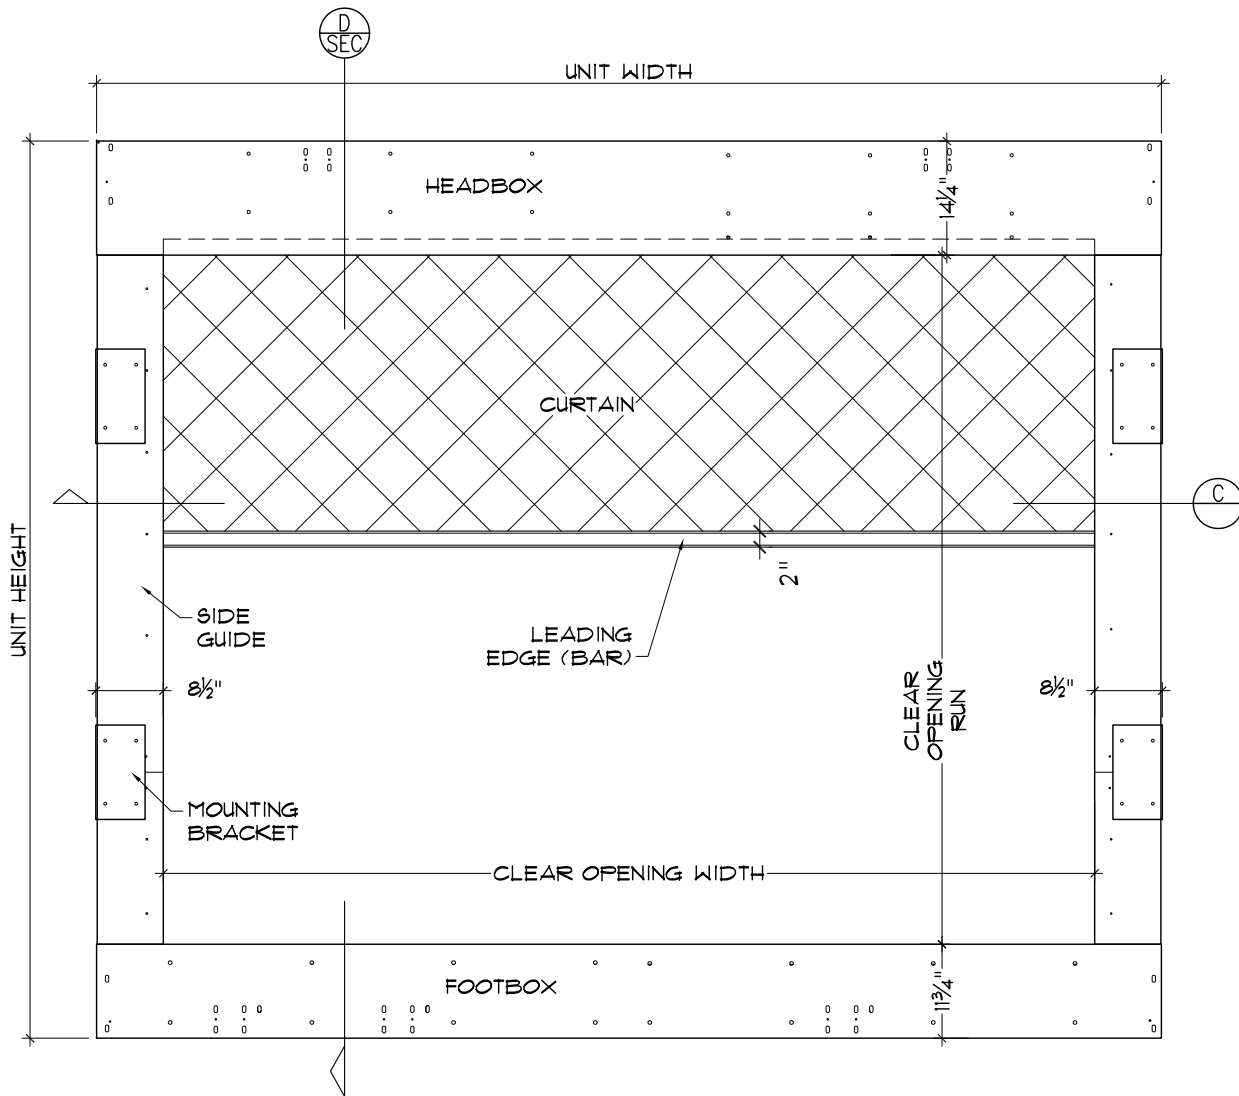 D
SEC
UNIT WIDTH
HEADBOX
14¼"
CURTAIN
C
UNIT HEIGHT
2"
SIDE
GUIDE
LEADING
EDGE (BAR)
8½"
CLEAR
OPENING
RUN
8½"
MOUNTING
BRACKET
CLEAR OPENING WIDTH
FOOTBOX
11¾"